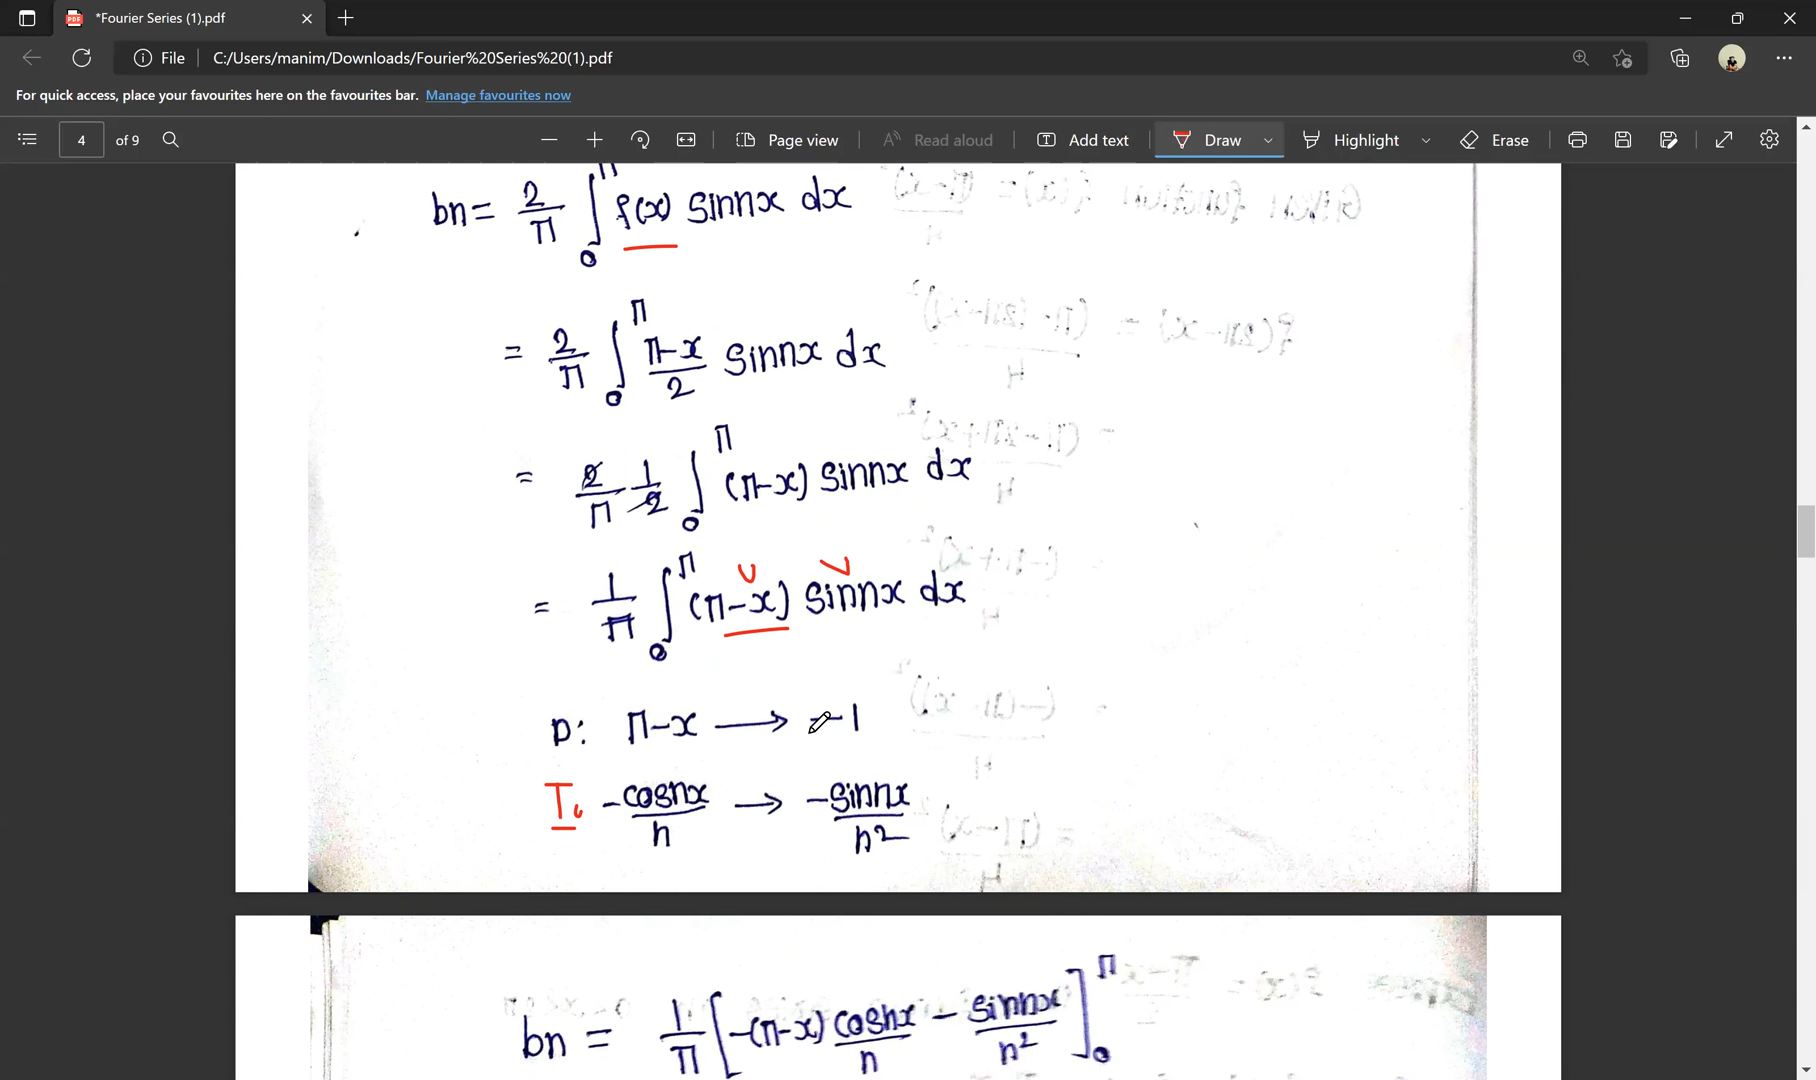 *Fourier Series (1).pdf
File C:/Users/manim/Downloads/Fourier%20Series%20(1).pdf
For quick access, place your favourites here on the favourites bar. Manage favourites now
4 of 9 Page view Read aloud Add text Draw Highlight Erase
bn = 2/Π ∫₀^Π f(x) sinnx dx
= 2/Π ∫₀^Π Π-x/2 sinnx dx
= 2/Π 1/2 ∫₀^Π (Π-x) sinnx dx
U V
= 1/Π ∫₀^Π (Π-x) sinnx dx
D: Π-x → -1
I: -cosnx/n → -sinnx/n²
bn = 1/Π [-(Π-x) cosnx/n - sinnx/n²]₀^Π